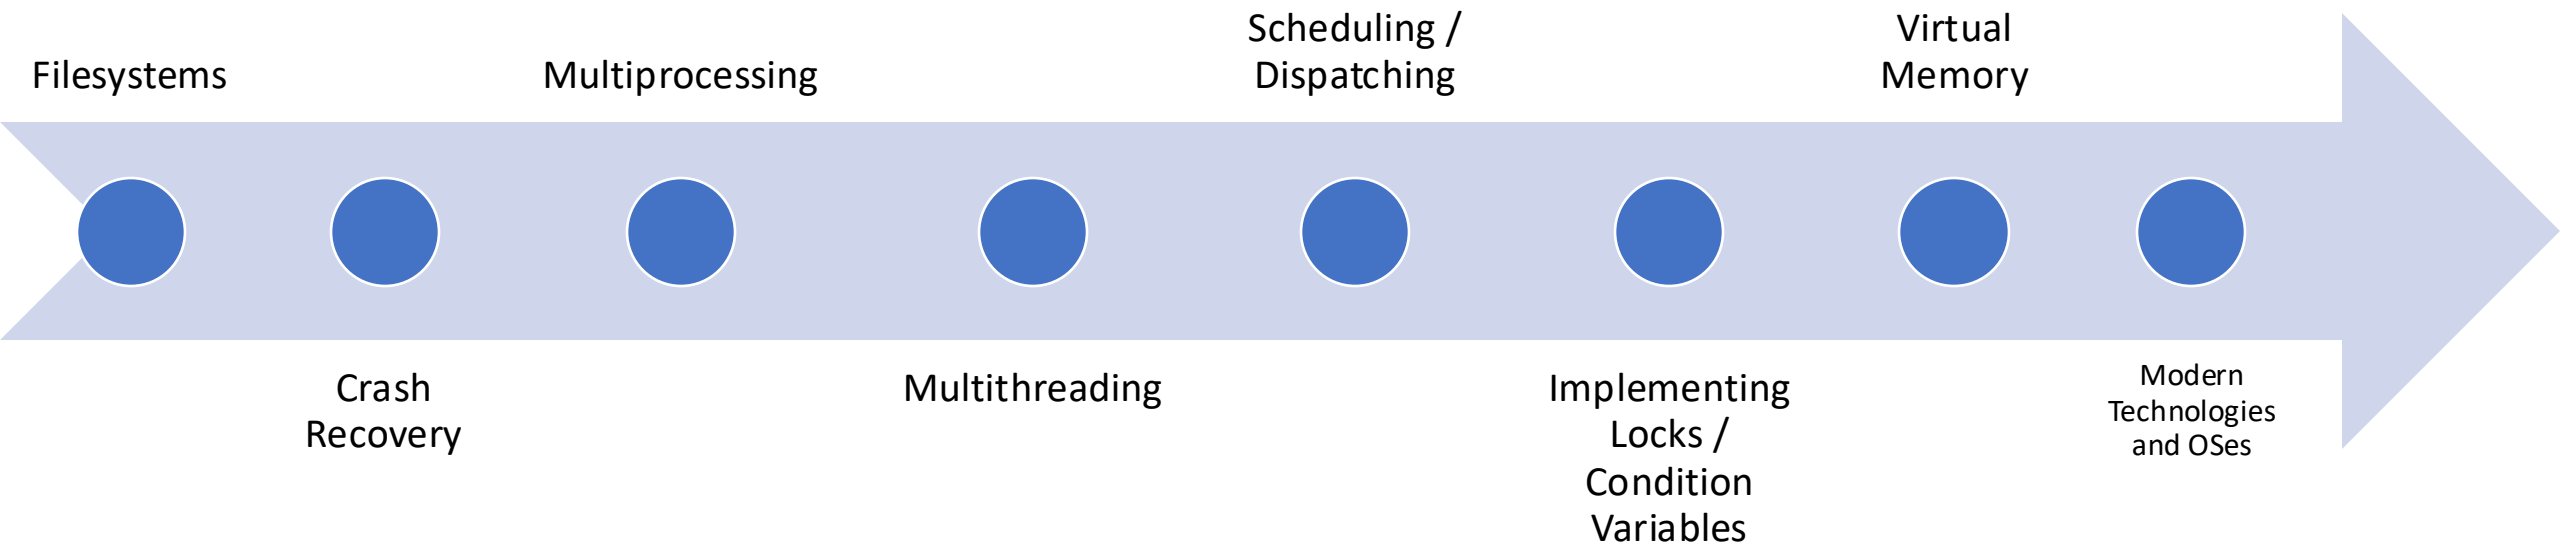 Filesystems
Crash
Recovery
Multiprocessing
Multithreading
Scheduling /
Dispatching
Implementing
Locks /
Condition
Variables
Virtual
Memory
Modern
Technologies
and OSes